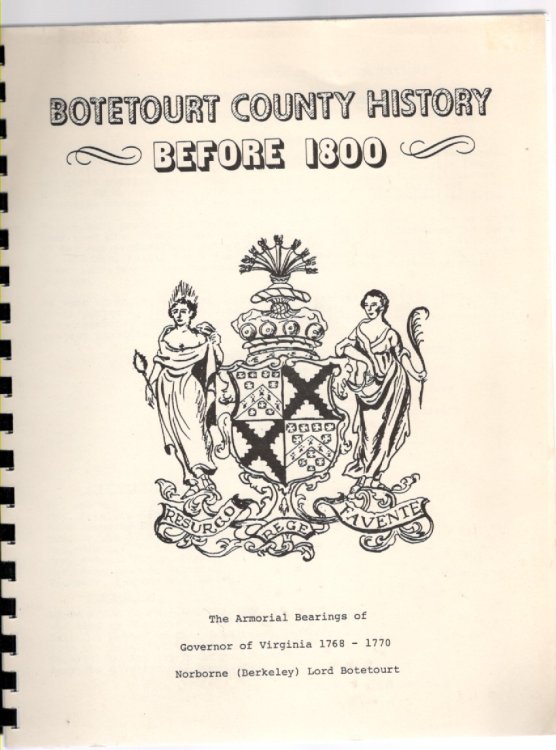 BOTETOURT COUNTY HISTORY
BEFORE 1800
RESURGO REGE FAVENTE
The Armorial Bearings of
Governor of Virginia 1768 - 1770
Norborne (Berkeley) Lord Botetourt